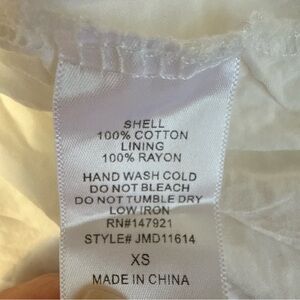 SHELL
100% COTTON
LINING
100% RAYON
HAND WASH COLD
DO NOT BLEACH
DO NOT TUMBLE DRY
LOW IRON
RN#147921
STYLE# JMD11614
XS
MADE IN CHINA